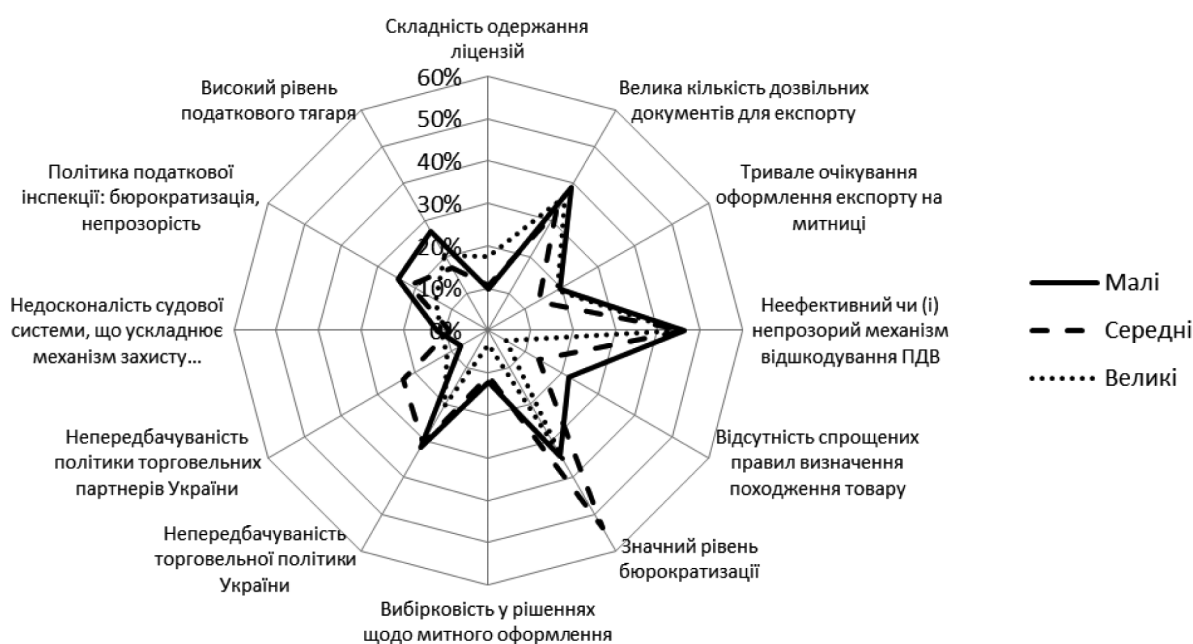 Складність одержання
ліцензій
Велика кількість дозвільних
документів для експорту
Тривале очікування
оформлення експорту на
митниці
Неефективний чи (і)
непрозорий механізм
відшкодування ПДВ
Відсутність спрощених
правил визначення
походження товару
Значний рівень
бюрократизації
Вибірковість у рішеннях
щодо митного оформлення
Непередбачуваність
торговельної політики
України
Непередбачуваність
політики торговельних
партнерів України
Недосконалість судової
системи, що ускладнює
механізм захисту...
Політика податкової
інспекції: бюрократизація,
непрозорість
Високий рівень
податкового тягаря
60%
50%
40%
30%
20%
10%
0%
Малі
Середні
Великі